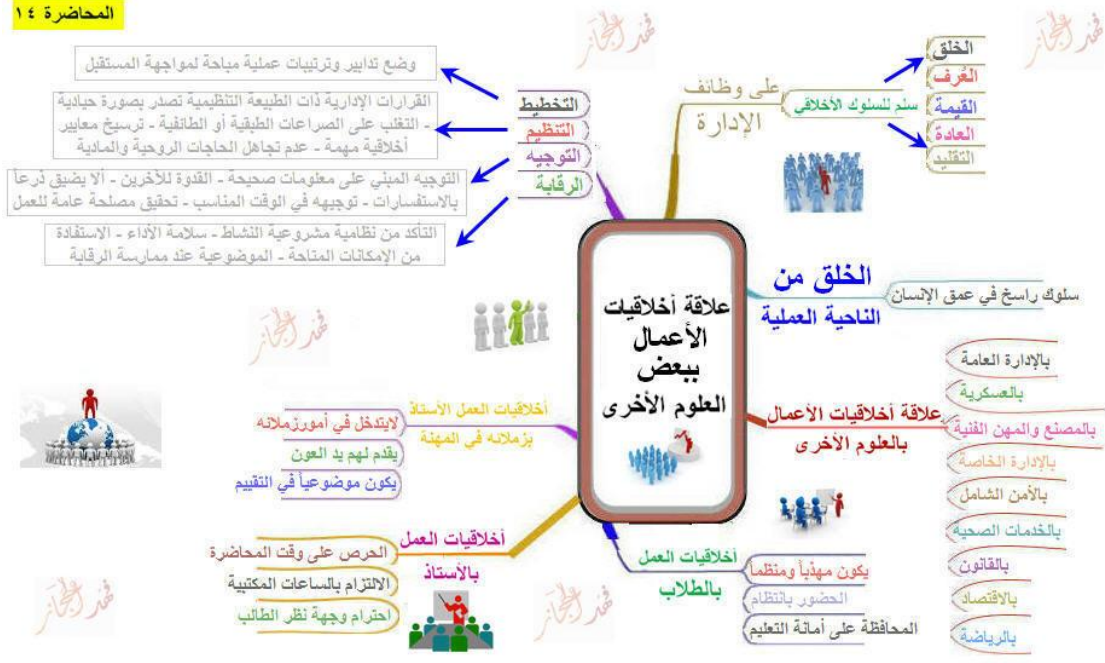 المحاضرة ١٤
على وظائف
الإدارة
سلم للسلوك الأخلاقي
الخلق
العُرف
القيمة
العادة
التقليد
التخطيط
التنظيم
التوجيه
الرقابة
وضع تدابير وترتيبات عملية مباحة لمواجهة المستقبل
القرارات الإدارية ذات الطبيعة التنظيمية تصدر بصورة حيادية
- التغلب على الصراعات الطبقية أو الطائفية - ترسيخ معايير
أخلاقية مهمة - عدم تجاهل الحاجات الروحية والمادية
التوجيه المبني على معلومات صحيحة - القدوة للأخرين - ألا يضيق ذرعاً
بالاستفسارات - توجيهه في الوقت المناسب - تحقيق مصلحة عامة للعمل
التأكد من نظامية مشروعية النشاط - سلامة الأداء - الاستفادة
من الإمكانات المتاحة - الموضوعية عند ممارسة الرقابة
علاقة أخلاقيات
الأعمال
ببعض
العلوم الأخرى
الخلق من
الناحية العملية
سلوك راسخ في عمق الإنسان
علاقة أخلاقيات الأعمال
بالعلوم الأخرى
بالإدارة العامة
بالعسكرية
بالمصنع والمهن الفنية
بالإدارة الخاصة
بالأمن الشامل
بالخدمات الصحية
بالقانون
بالاقتصاد
بالرياضة
أخلاقيات العمل
بالطلاب
يكون مهذباً ومنظماً
الحضور بانتظام
المحافظة على أمانة التعليم
أخلاقيات العمل الأستاذ
بزملائه في المهنة
لايتدخل في أمورزملائه
يقدم لهم يد العون
يكون موضوعياً في التقييم
أخلاقيات العمل
بالأستاذ
الحرص على وقت المحاضرة
الالتزام بالساعات المكتبية
احترام وجهة نظر الطالب